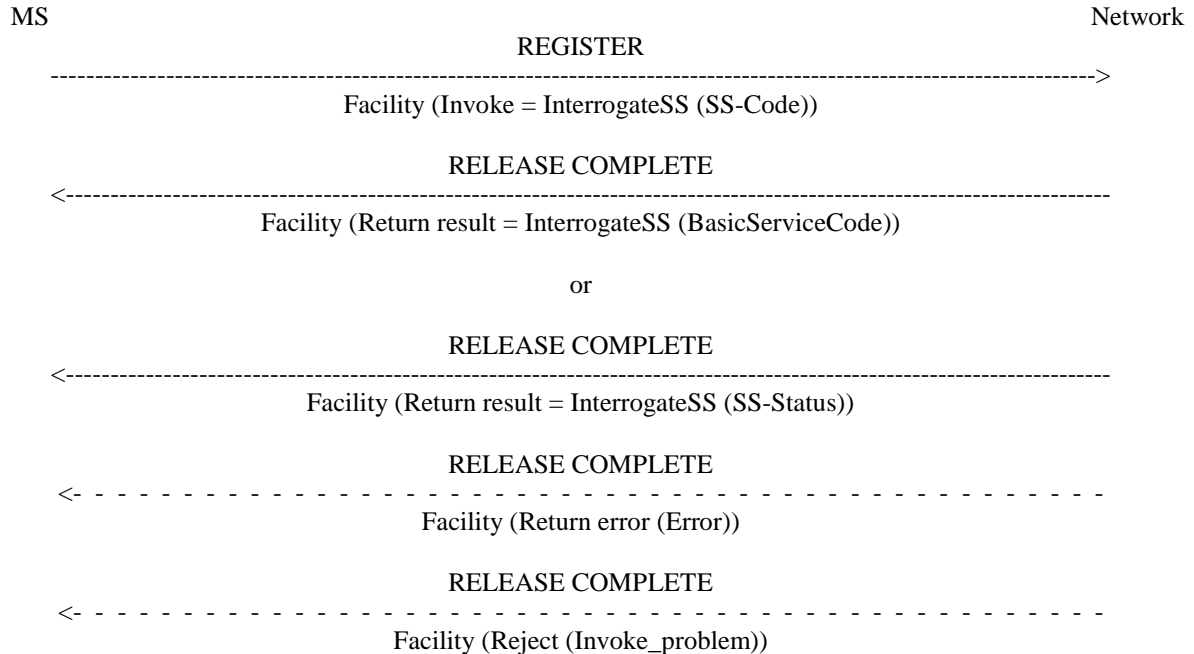 MS Network
REGISTER
------------------------------------------------------------------------------------------------------------------------>
Facility (Invoke = InterrogateSS (SS-Code))
RELEASE COMPLETE
<------------------------------------------------------------------------------------------------------------------------
Facility (Return result = InterrogateSS (BasicServiceCode))
or
RELEASE COMPLETE
<------------------------------------------------------------------------------------------------------------------------
Facility (Return result = InterrogateSS (SS-Status))
RELEASE COMPLETE
<- - - - - - - - - - - - - - - - - - - - - - - - - - - - - - - - - - - - - - - - - - - - - - - - - - - - - - - - - - - -
Facility (Return error (Error))
RELEASE COMPLETE
<- - - - - - - - - - - - - - - - - - - - - - - - - - - - - - - - - - - - - - - - - - - - - - - - - - - - - - - - - - - -
Facility (Reject (Invoke_problem))